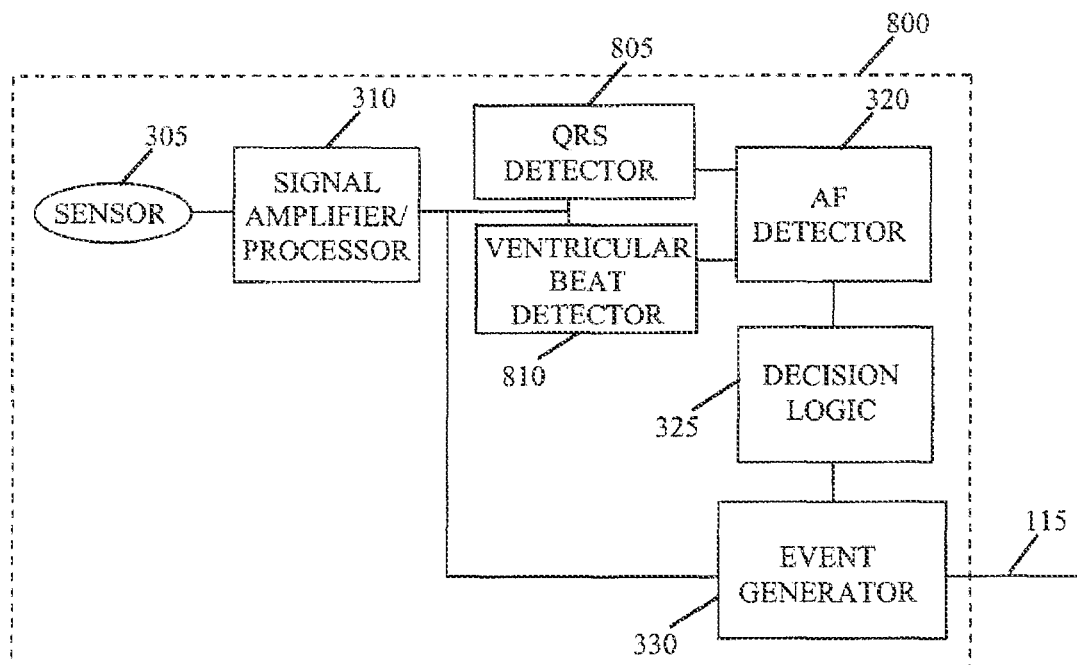 800
805
310
320
305
QRS
DETECTOR
SENSOR
SIGNAL
AMPLIFIER/
PROCESSOR
AF
DETECTOR
VENTRICULAR
BEAT
DETECTOR
810
DECISION
LOGIC
325
115
EVENT
GENERATOR
330